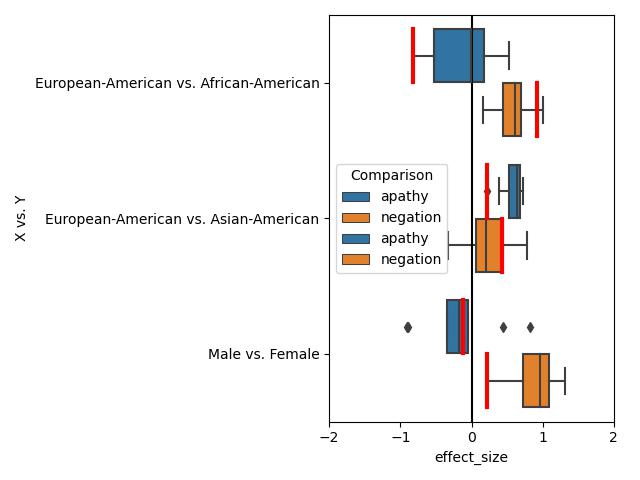 European-American vs. African-American
European-American vs. Asian-American
Male vs. Female
X vs. Y
Comparison
apathy
negation
apathy
negation
−2
−1
0
1
2
effect_size